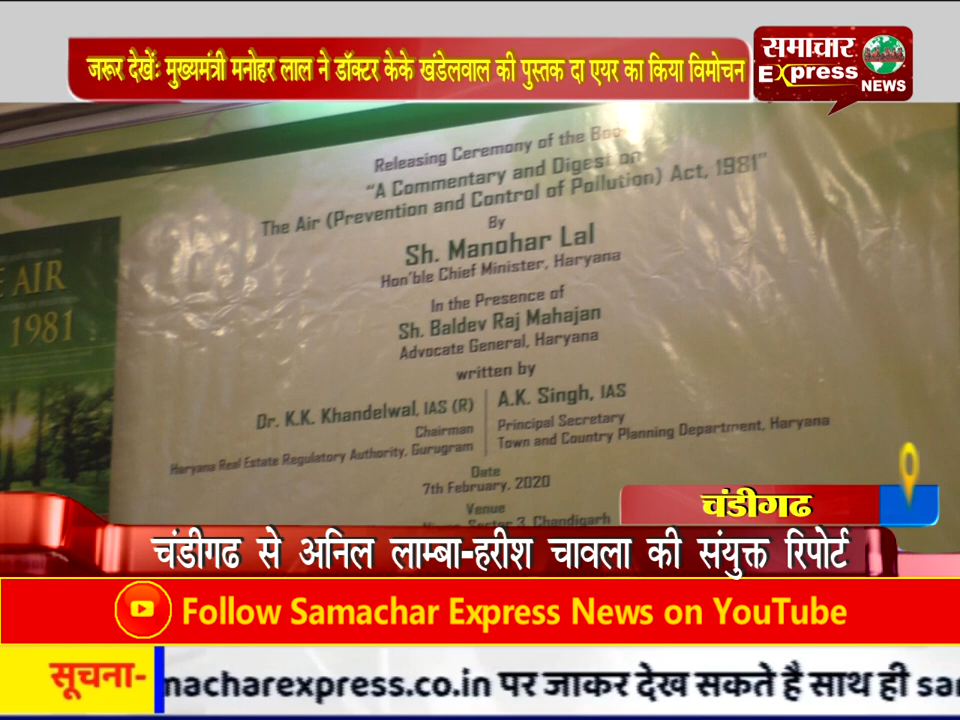 जरूर देखें: मुख्यमंत्री मनोहर लाल ने डॉक्टर केके खंडेलवाल की पुस्तक दा एयर का किया विमोचन
समाचार
Express
NEWS
Releasing Ceremony of the
"A Commentary and Digest on
The Air (Prevention and Control of Pollution) Act, 1981"
By
Sh. Manohar Lal
Hon'ble Chief Minister, Haryana
In the Presence of
Sh. Baldev Raj Mahajan
Advocate General, Haryana
written by
Dr. K.K. Khandelwal, IAS (R)
Chairman
Haryana Real Estate Regulatory Authority, Gurugram
A.K. Singh, IAS
Principal Secretary
Town and Country Planning Department, Haryana
Date
7th February, 2020
Venue
Sector 3, Chandigarh
AIR
1981
चंडीगढ
चंडीगढ से अनिल लाम्बा-हरीश चावला की संयुक्त रिपोर्ट
Follow Samachar Express News on YouTube
सूचना- macharexpress.co.in पर जाकर देख सकते है साथ ही sa